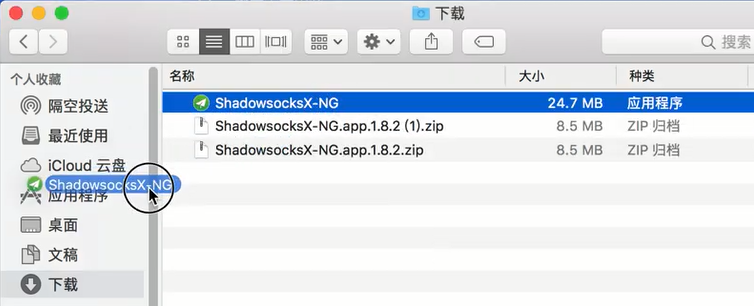 下载
搜索
个人收藏
名称
大小
种类
隔空投送
ShadowsocksX-NG
24.7 MB
应用程序
最近使用
ShadowsocksX-NG.app.1.8.2 (1).zip
8.5 MB
ZIP 归档
iCloud 云盘
ShadowsocksX-NG.app.1.8.2.zip
8.5 MB
ZIP 归档
ShadowsocksX-NG
应用程序
桌面
文稿
下载